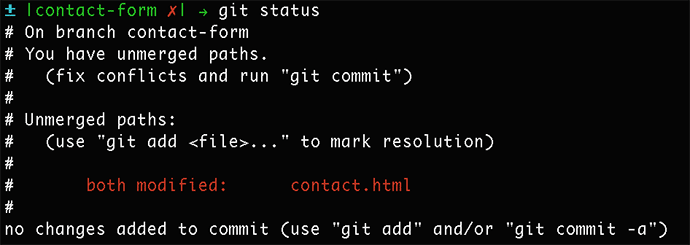 ± |contact-form ✗| → git status
# On branch contact-form
# You have unmerged paths.
#   (fix conflicts and run "git commit")
#
# Unmerged paths:
#   (use "git add <file>..." to mark resolution)
#
#       both modified:      contact.html
#
no changes added to commit (use "git add" and/or "git commit -a")